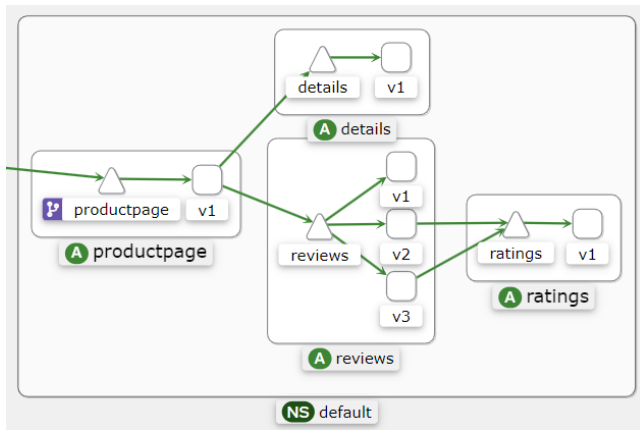 details
v1
A details
productpage
v1
A productpage
v1
reviews
v2
v3
A reviews
ratings
v1
A ratings
NS default